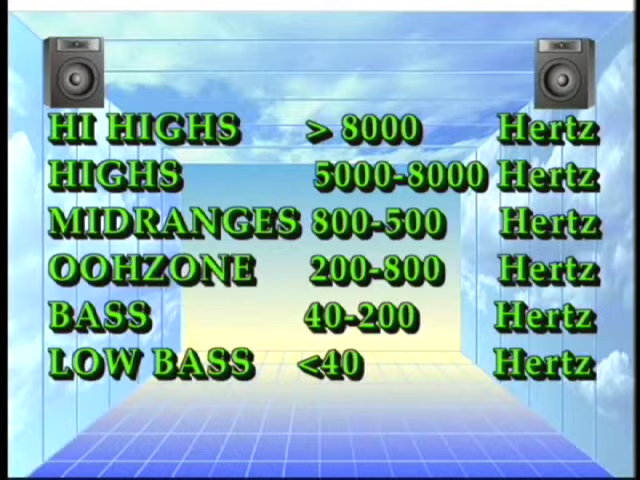 HI HIGHS > 8000 Hertz
HIGHS 5000-8000 Hertz
MIDRANGES 800-500 Hertz
OOHZONE 200-800 Hertz
BASS 40-200 Hertz
LOW BASS <40 Hertz